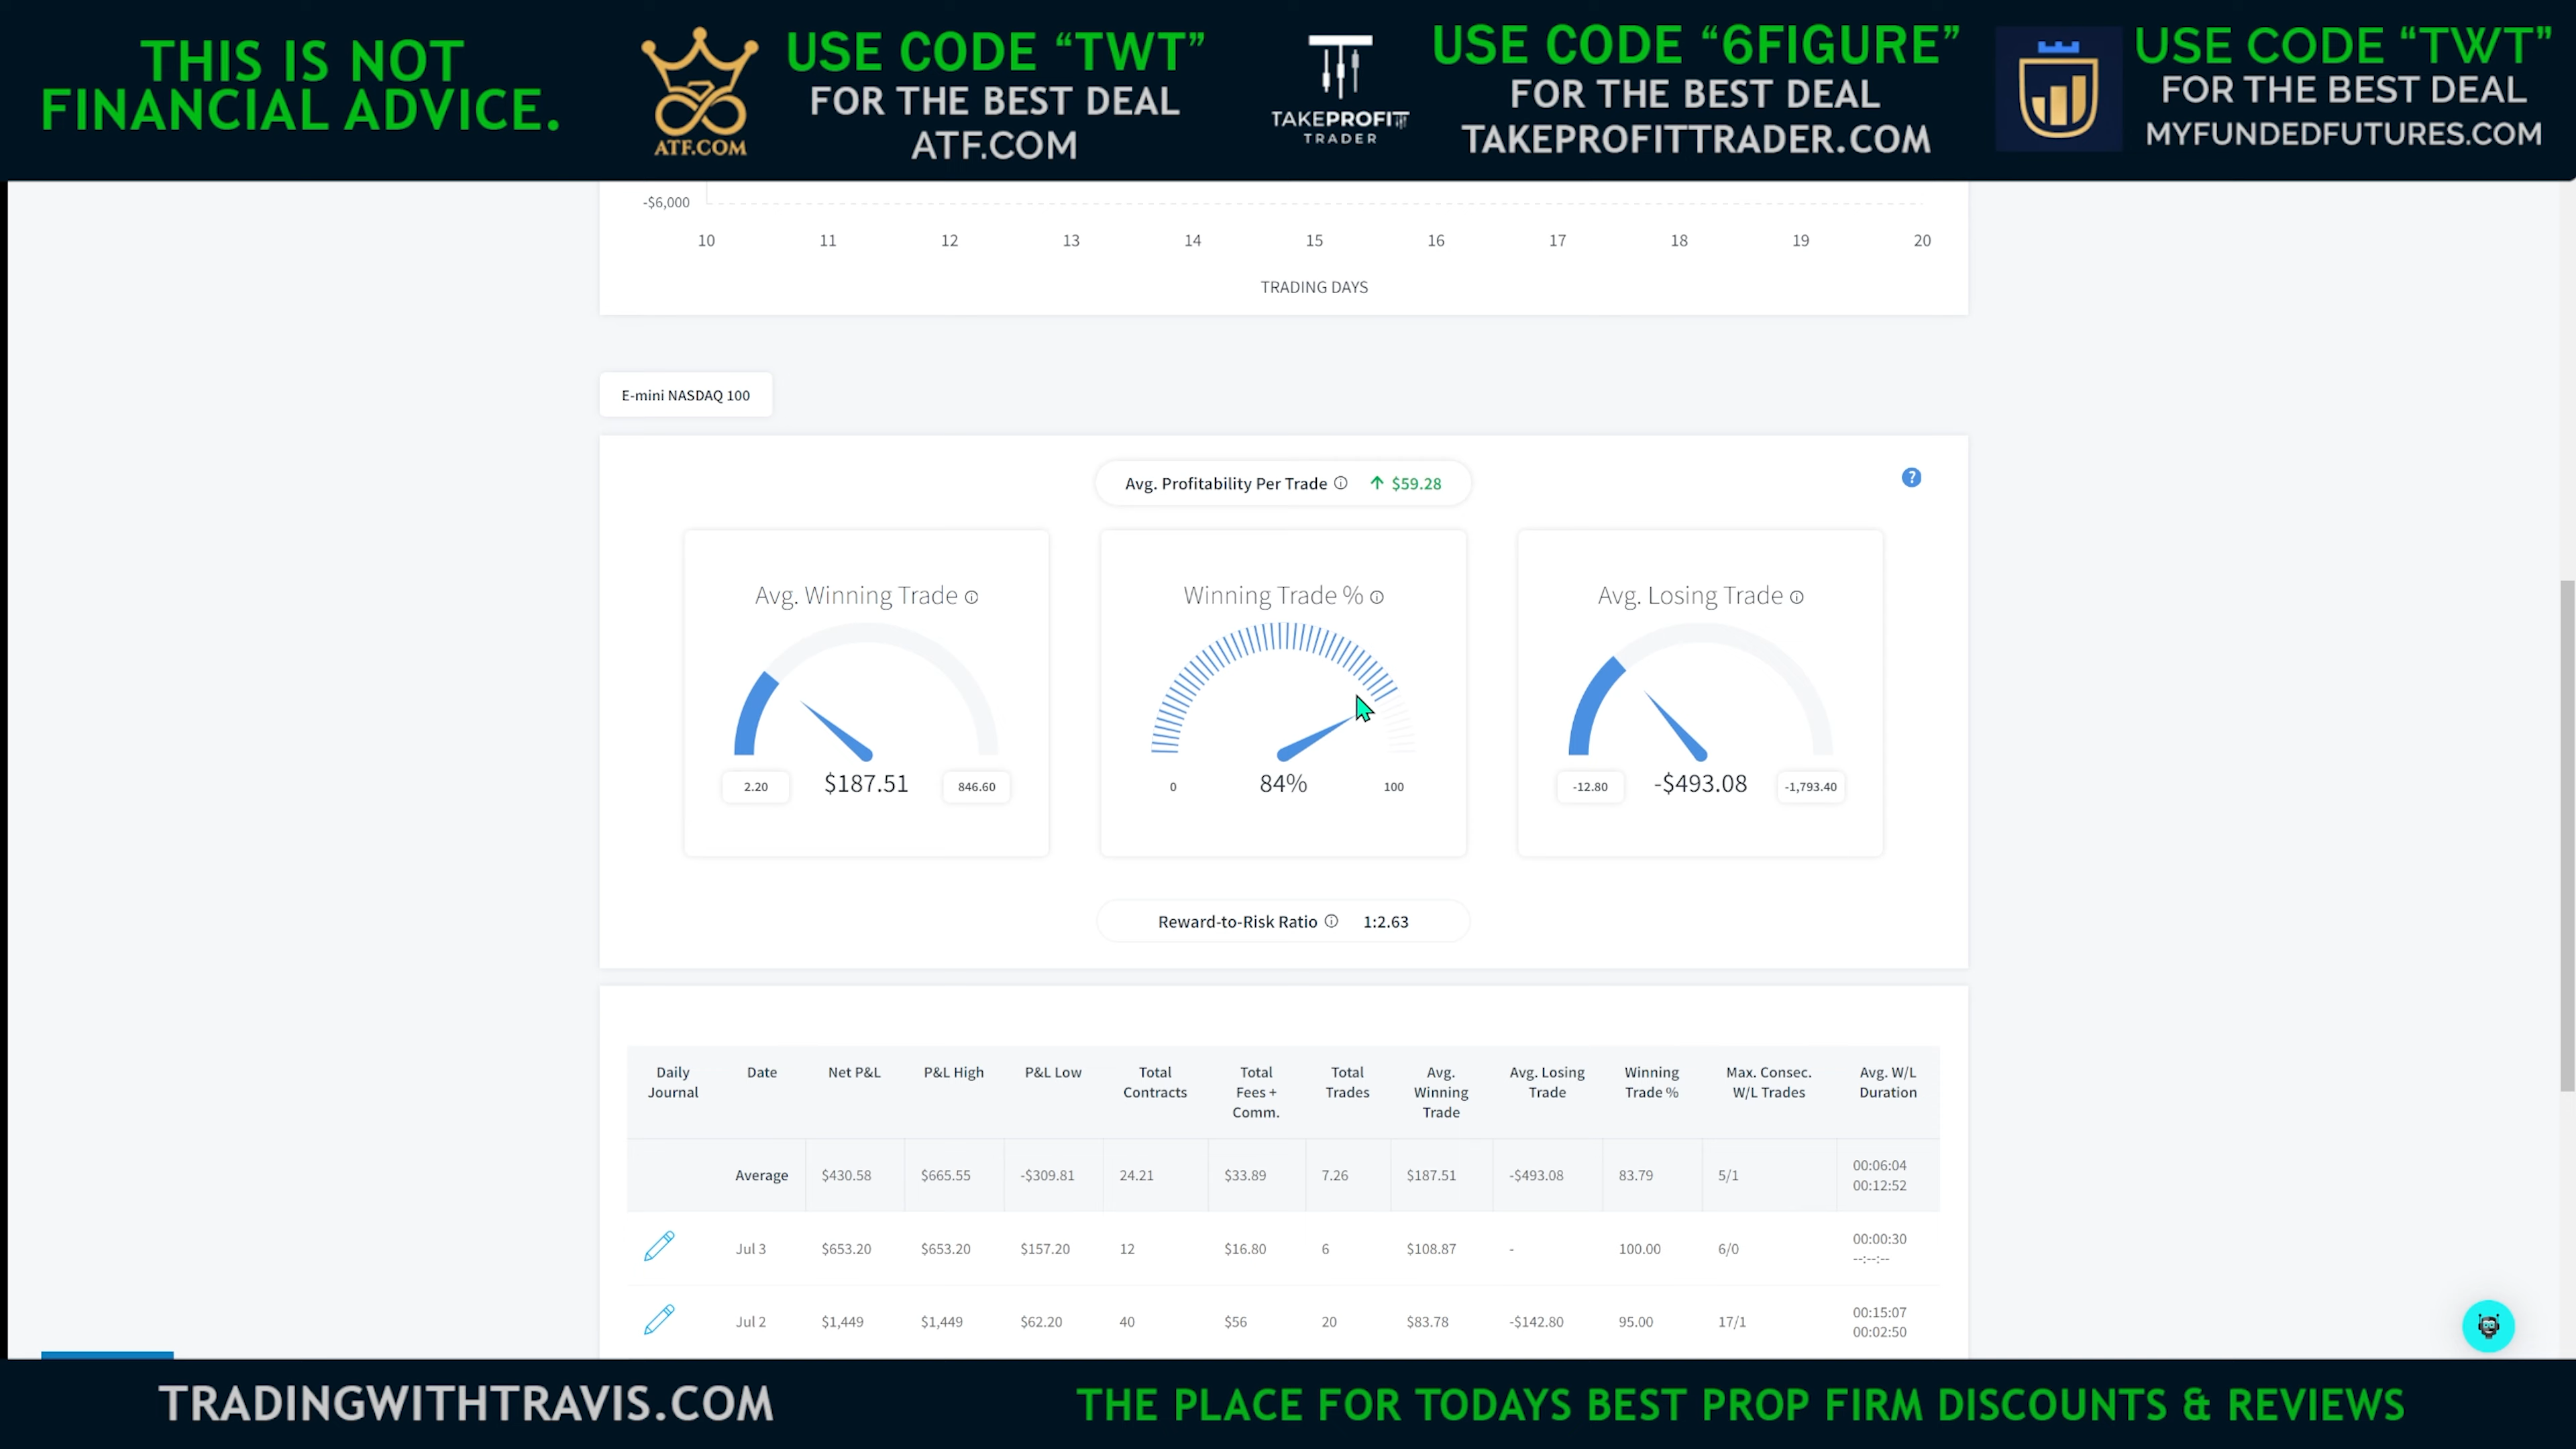 THIS IS NOT
FINANCIAL ADVICE.
ATF.COM
USE CODE “TWT”
FOR THE BEST DEAL
ATF.COM
TAKEPROFIT
TRADER
USE CODE “6FIGURE”
FOR THE BEST DEAL
TAKEPROFITTRADER.COM
USE CODE “TWT”
FOR THE BEST DEAL
MYFUNDEDFUTURES.COM
-$6,000
10 11 12 13 14 15 16 17 18 19 20
TRADING DAYS
E-mini NASDAQ 100
Avg. Profitability Per Trade $59.28
?
Avg. Winning Trade
2.20 $187.51 846.60
Winning Trade %
0 84% 100
Avg. Losing Trade
-12.80 -$493.08 -1,793.40
Reward-to-Risk Ratio 1:2.63
Daily Journal Date Net P&L P&L High P&L Low Total Contracts Total Fees + Comm. Total Trades Avg. Winning Trade Avg. Losing Trade Winning Trade % Max. Consec. W/L Trades Avg. W/L Duration
Average $430.58 $665.55 -$309.81 24.21 $33.89 7.26 $187.51 -$493.08 83.79 5/1 00:06:04 00:12:52
Jul 3 $653.20 $653.20 $157.20 12 $16.80 6 $108.87 - 100.00 6/0 00:00:30 --:--:--
Jul 2 $1,449 $1,449 $62.20 40 $56 20 $83.78 -$142.80 95.00 17/1 00:15:07 00:02:50
TRADINGWITHTRAVIS.COM
THE PLACE FOR TODAYS BEST PROP FIRM DISCOUNTS & REVIEWS